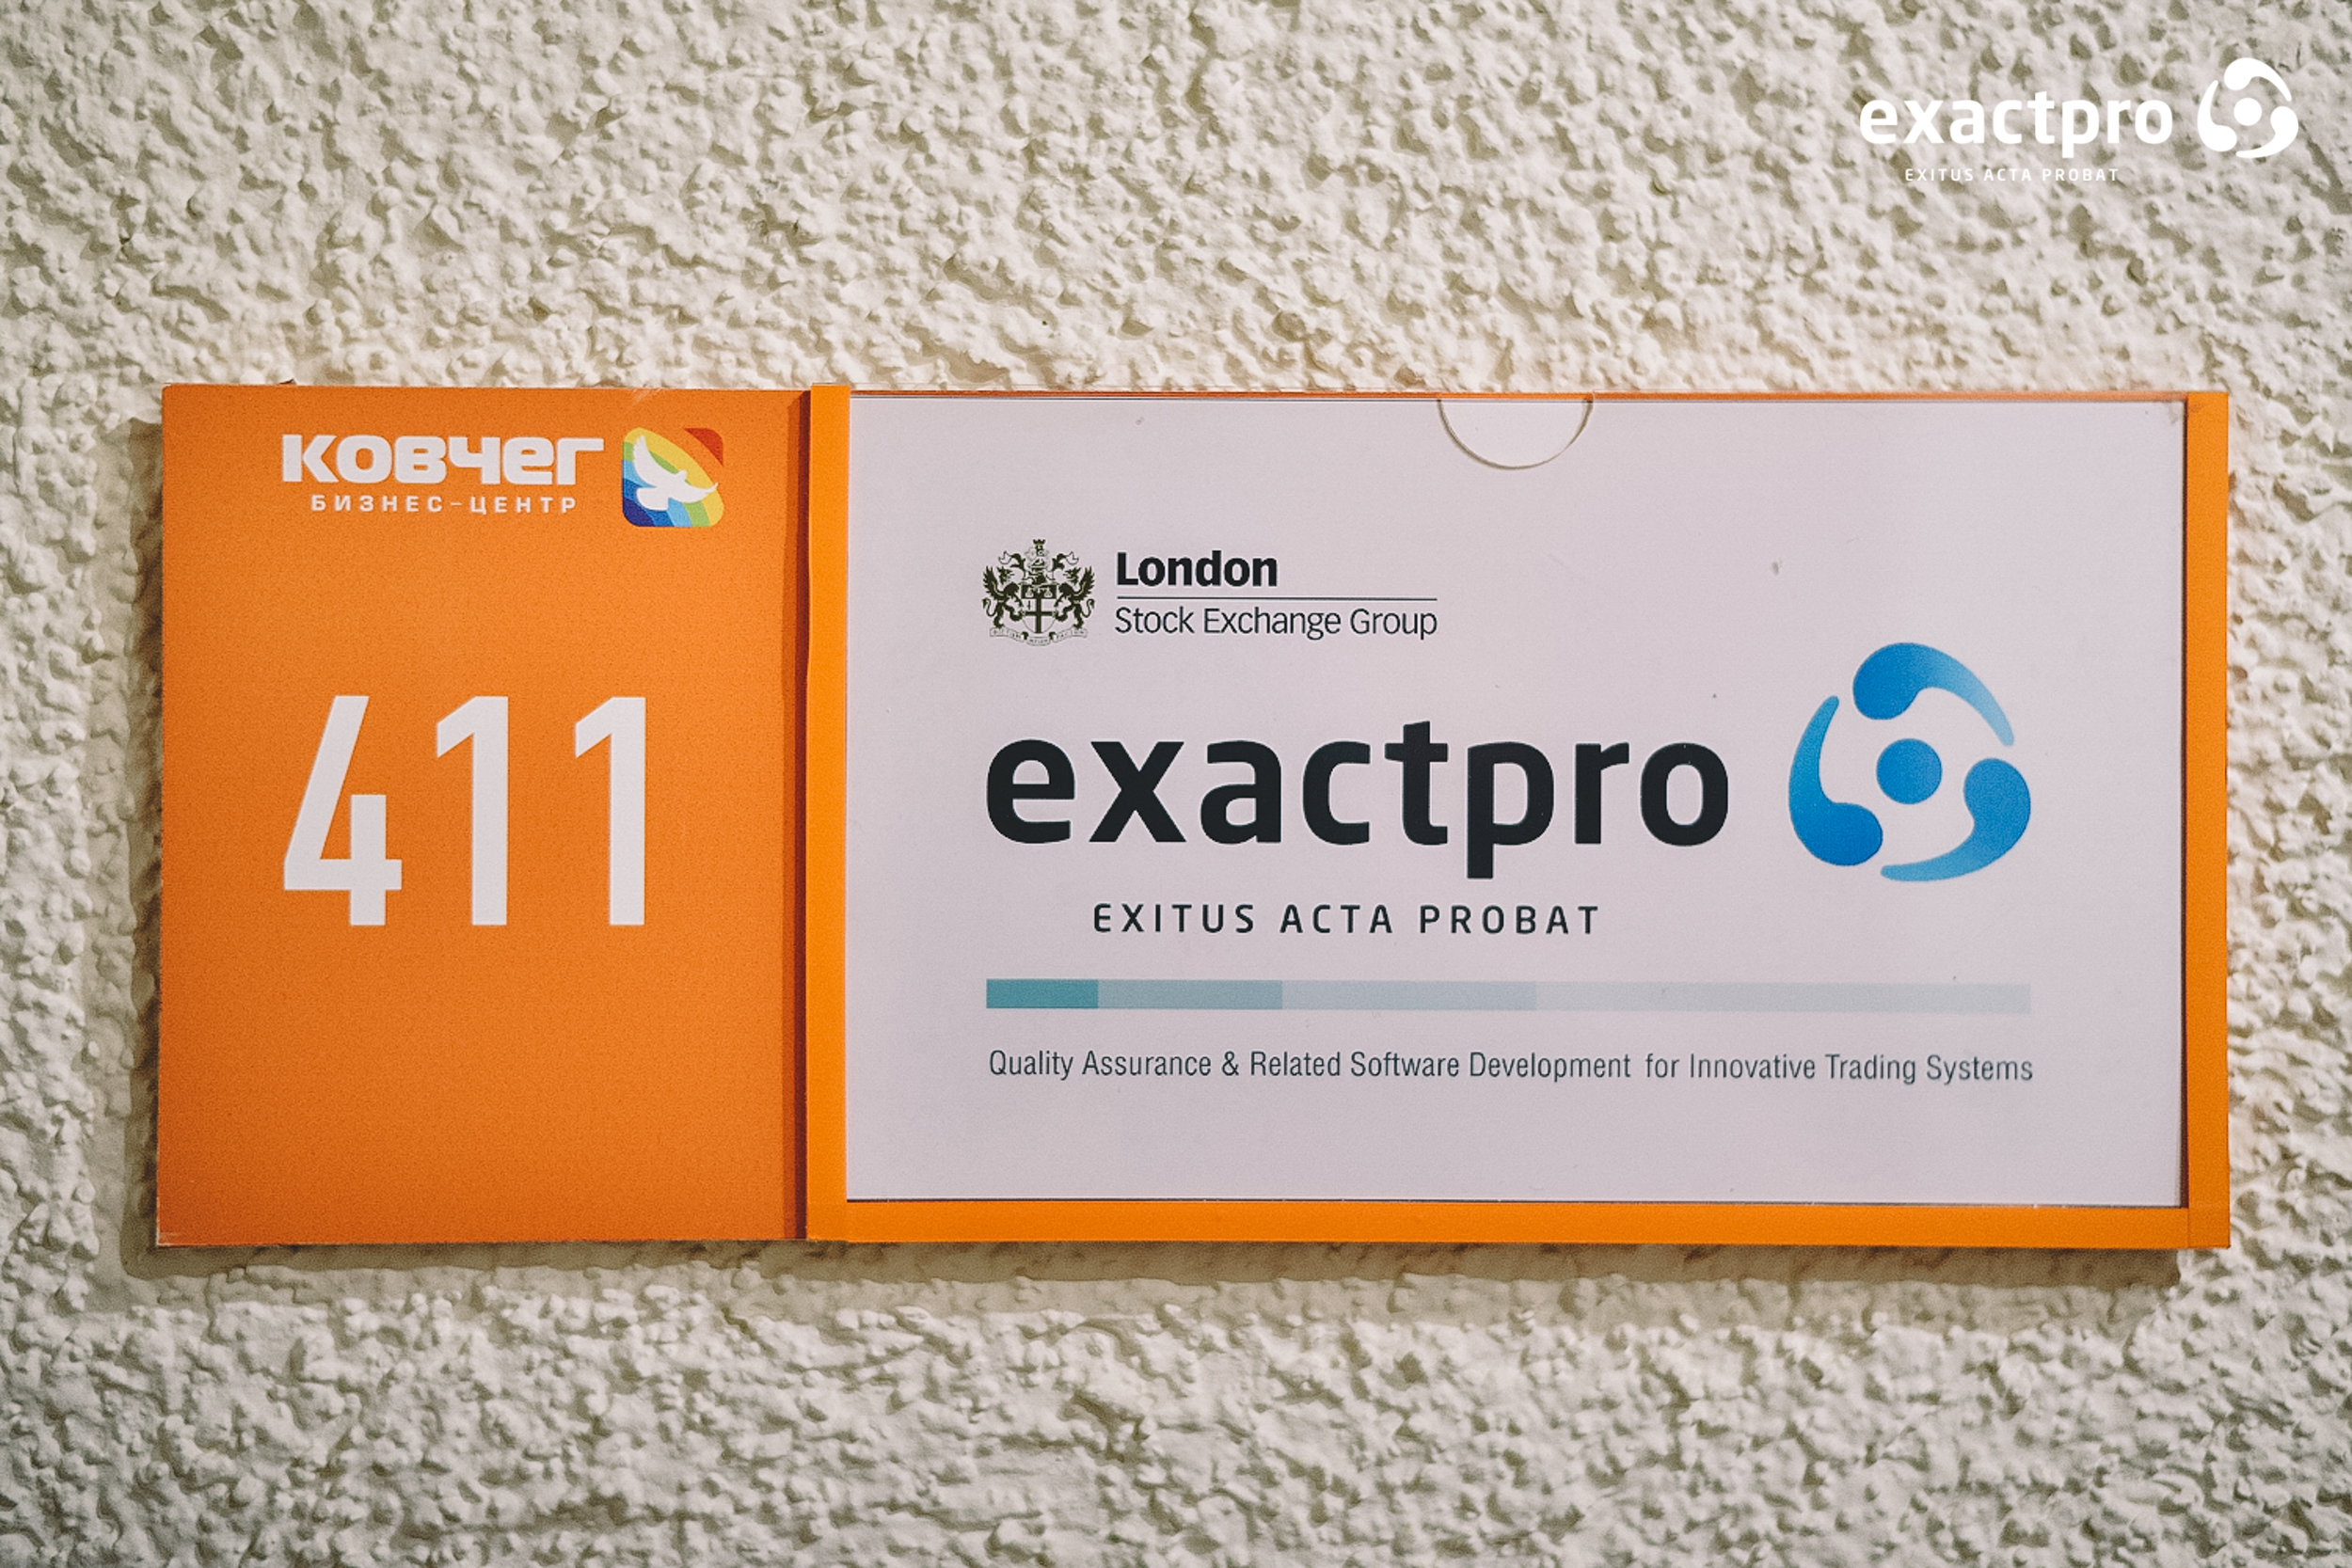 exactpro
EXITUS ACTA PROBAT
КОВЧЕГ
БИЗНЕС-ЦЕНТР
411
London
Stock Exchange Group
exactpro
EXITUS ACTA PROBAT
Quality Assurance & Related Software Development for Innovative Trading Systems